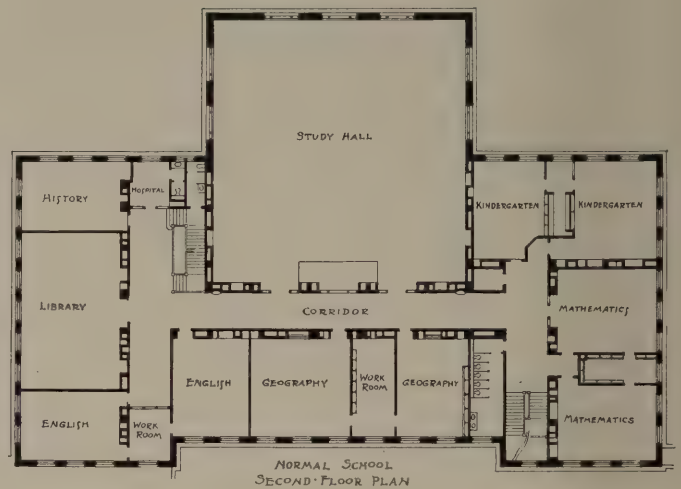 STUDY HALL
HISTORY
HOSPITAL
KINDERGARTEN
KINDERGARTEN
LIBRARY
CORRIDOR
MATHEMATICS
ENGLISH
GEOGRAPHY
WORK
ROOM
GEOGRAPHY
ENGLISH
WORK
ROOM
MATHEMATICS
NORMAL SCHOOL
SECOND·FLOOR PLAN